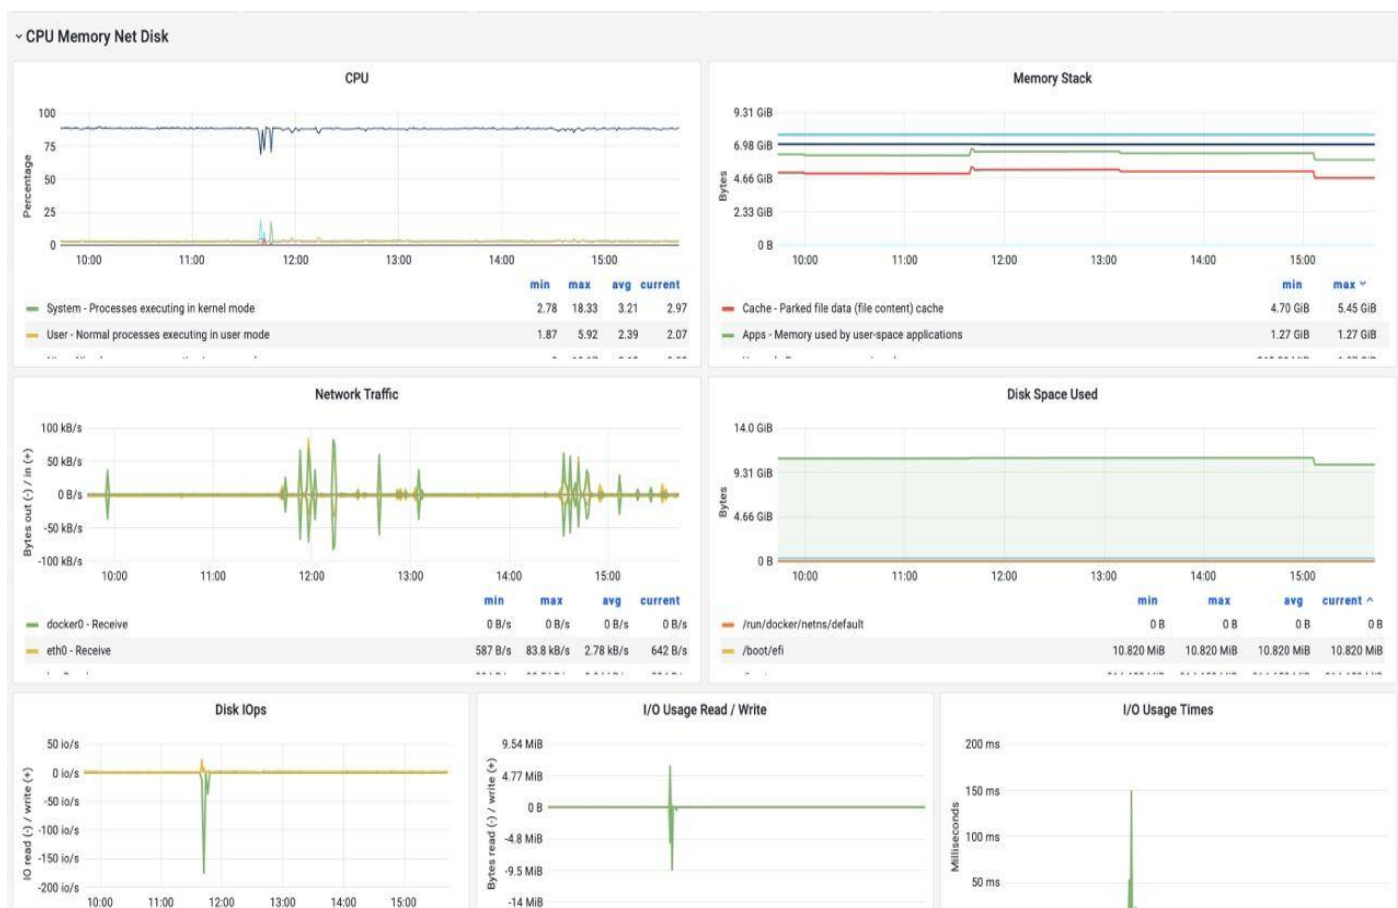 CPU Memory Net Disk
CPU
100
75
50
25
0
Percentage
10:00 11:00 12:00 13:00 14:00 15:00
min max avg current
System - Processes executing in kernel mode 2.78 18.33 3.21 2.97
User - Normal processes executing in user mode 1.87 5.92 2.39 2.07
Memory Stack
9.31 GiB
6.98 GiB
4.66 GiB
2.33 GiB
0 B
Bytes
10:00 11:00 12:00 13:00 14:00 15:00
min max
Cache - Parked file data (file content) cache 4.70 GiB 5.45 GiB
Apps - Memory used by user-space applications 1.27 GiB 1.27 GiB
Network Traffic
100 kB/s
50 kB/s
0 B/s
-50 kB/s
-100 kB/s
Bytes out (-) / in (+)
10:00 11:00 12:00 13:00 14:00 15:00
min max avg current
docker0 - Receive 0 B/s 0 B/s 0 B/s 0 B/s
eth0 - Receive 587 B/s 83.8 kB/s 2.78 kB/s 642 B/s
Disk Space Used
14.0 GiB
9.31 GiB
4.66 GiB
0 B
Bytes
10:00 11:00 12:00 13:00 14:00 15:00
min max avg current
/run/docker/netns/default 0 B 0 B 0 B 0 B
/boot/efi 10.820 MiB 10.820 MiB 10.820 MiB 10.820 MiB
Disk IOps
50 io/s
0 io/s
-50 io/s
-100 io/s
-150 io/s
-200 io/s
IO read (-) / write (+)
10:00 11:00 12:00 13:00 14:00 15:00
I/O Usage Read / Write
9.54 MiB
4.77 MiB
0 B
-4.8 MiB
-9.5 MiB
-14 MiB
Bytes read (-) / write (+)
I/O Usage Times
200 ms
150 ms
100 ms
50 ms
Milliseconds